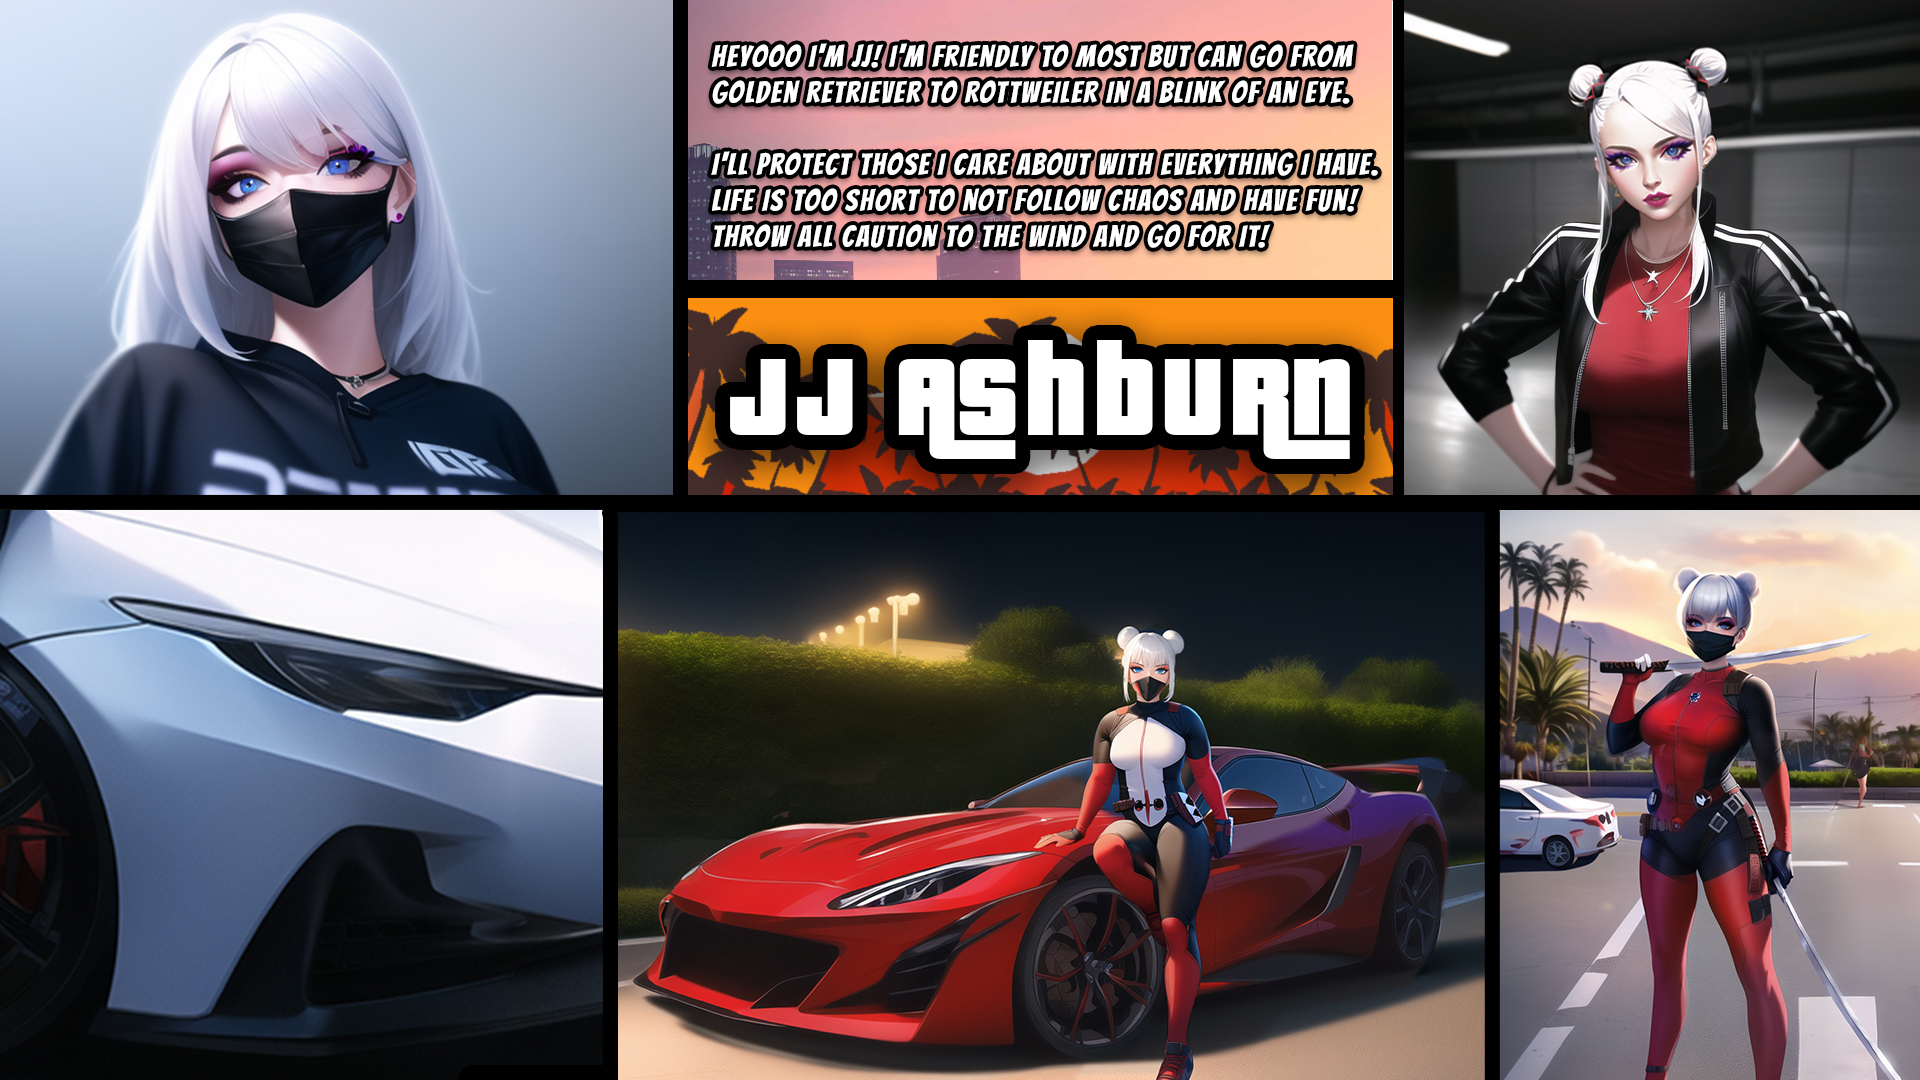 HEYOOO I'M JJ! I'M FRIENDLY TO MOST BUT CAN GO FROM
GOLDEN RETRIEVER TO ROTTWEILER IN A BLINK OF AN EYE.
I'LL PROTECT THOSE I CARE ABOUT WITH EVERYTHING I HAVE.
LIFE IS TOO SHORT TO NOT FOLLOW CHAOS AND HAVE FUN!
THROW ALL CAUTION TO THE WIND AND GO FOR IT!
JJ Ashburn